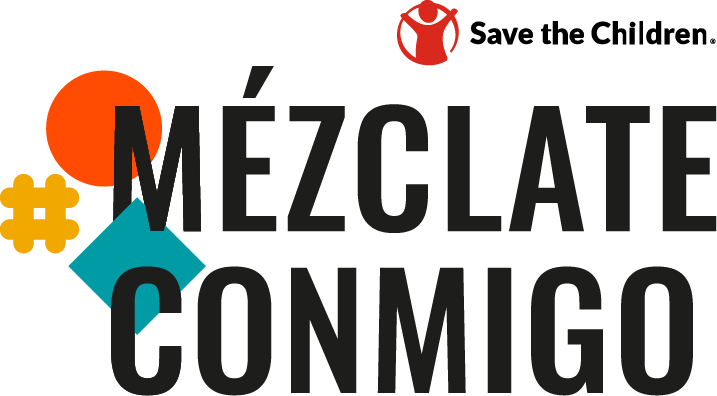 Save the Children®
#MÉZCLATE
CONMIGO